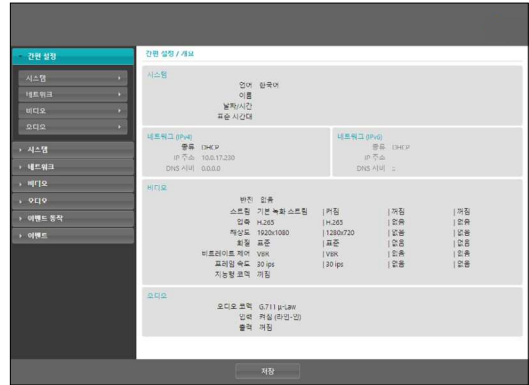 간편 설정
시스템
네트워크
비디오
오디오
시스템
네트워크
비디오
오디오
이벤트 동작
이벤트
간편 설정 / 개요
시스템
언어 한국어
이름
날짜/시간
표준 시간대
네트워크 (IPv4)
종류 DHCP
IP 주소 10.0.17.230
DNS 서버 0.0.0.0
네트워크 (IPv6)
종류 DHCP
IP 주소
DNS 서버 ::
비디오
반전 없음
스트림 기본 녹화 스트림 | 켜짐 | 꺼짐 | 꺼짐
압축 H.265 | H.265 | 없음 | 없음
해상도 1920x1080 | 1280x720 | 없음 | 없음
화질 표준 | 표준 | 없음 | 없음
비트레이트 제어 VBR | VBR | 없음 | 없음
프레임 속도 30 ips | 30 ips | 없음 | 없음
지능형 코덱 꺼짐
오디오
오디오 코덱 G.711 μ-Law
입력 켜짐 (라인-인)
출력 꺼짐
저장